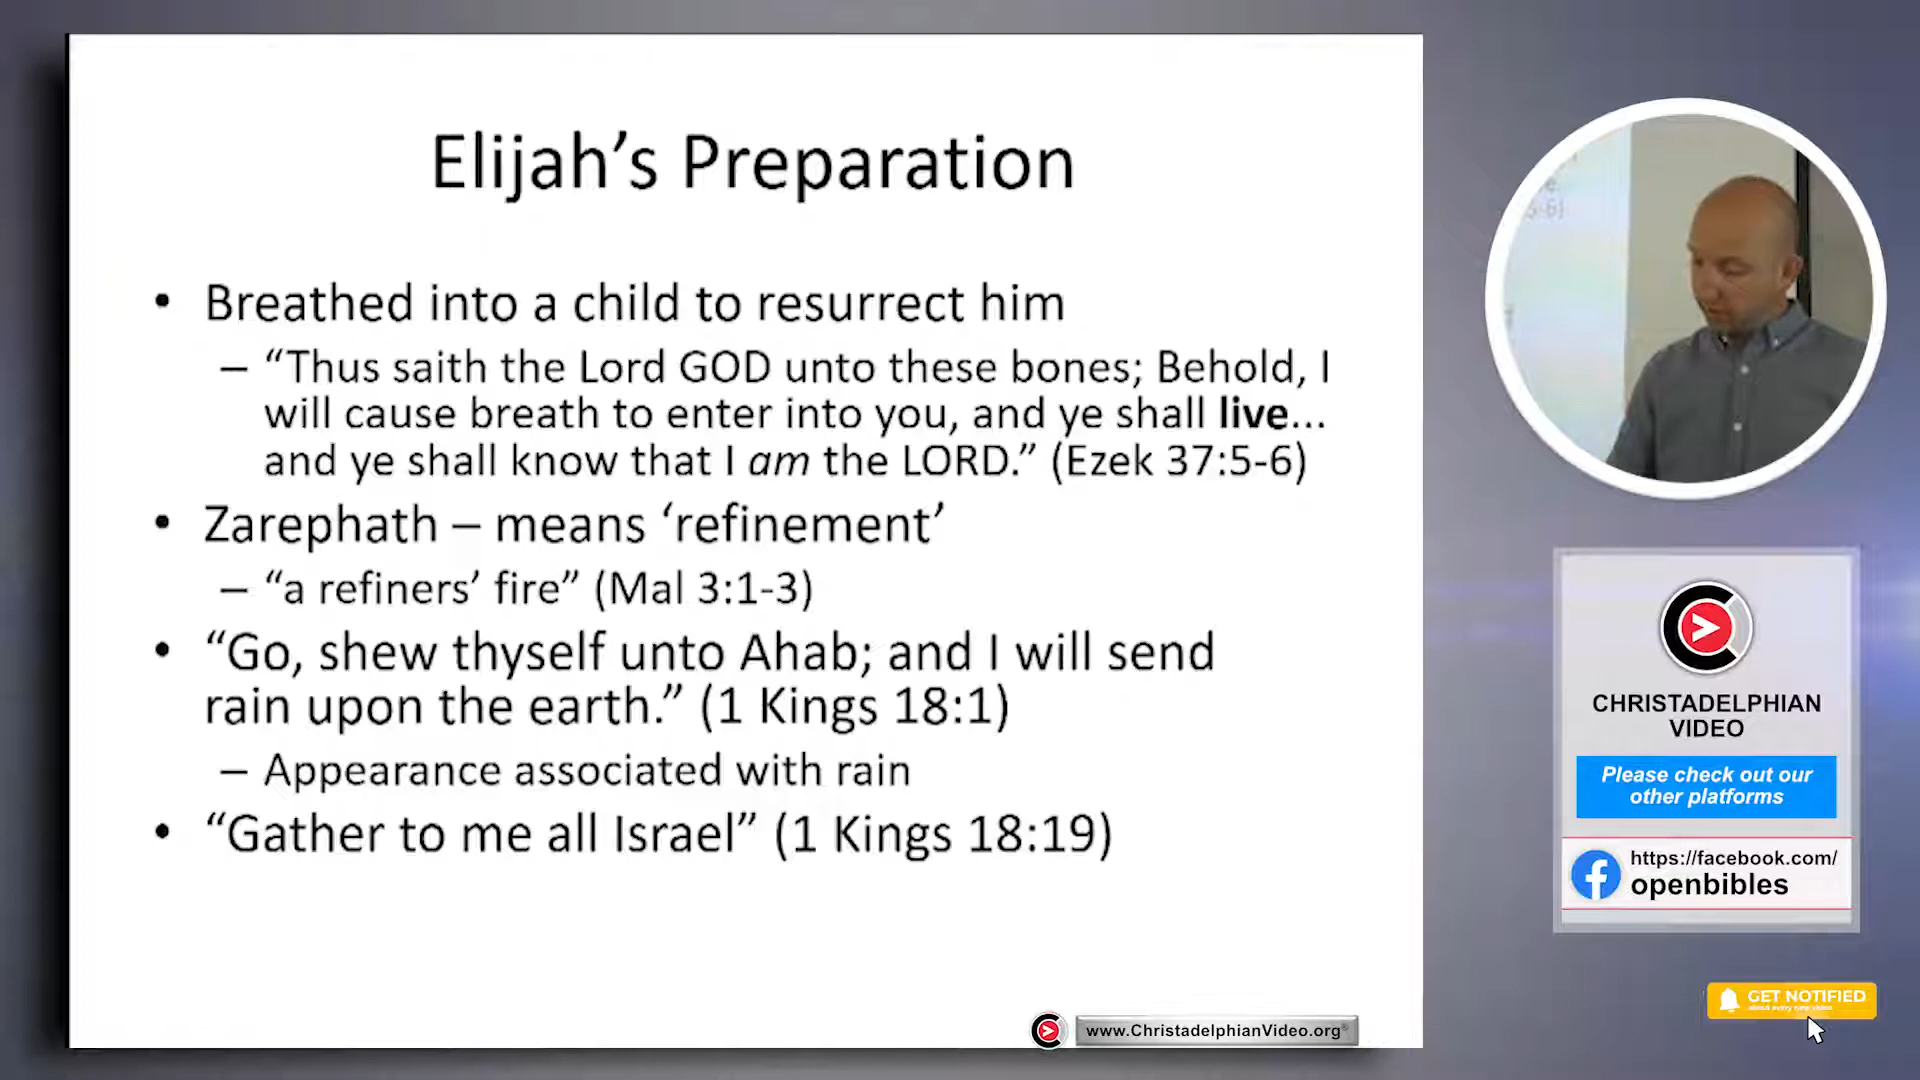 Elijah’s Preparation
• Breathed into a child to resurrect him
– “Thus saith the Lord GOD unto these bones; Behold, I
will cause breath to enter into you, and ye shall live...
and ye shall know that I am the LORD.” (Ezek 37:5-6)
• Zarephath – means ‘refinement’
– “a refiners’ fire” (Mal 3:1-3)
• “Go, shew thyself unto Ahab; and I will send
rain upon the earth.” (1 Kings 18:1)
– Appearance associated with rain
• “Gather to me all Israel” (1 Kings 18:19)
www.ChristadelphianVideo.org
CHRISTADELPHIAN
VIDEO
Please check out our
other platforms
https://facebook.com/
openbibles
GET NOTIFIED
about every new video